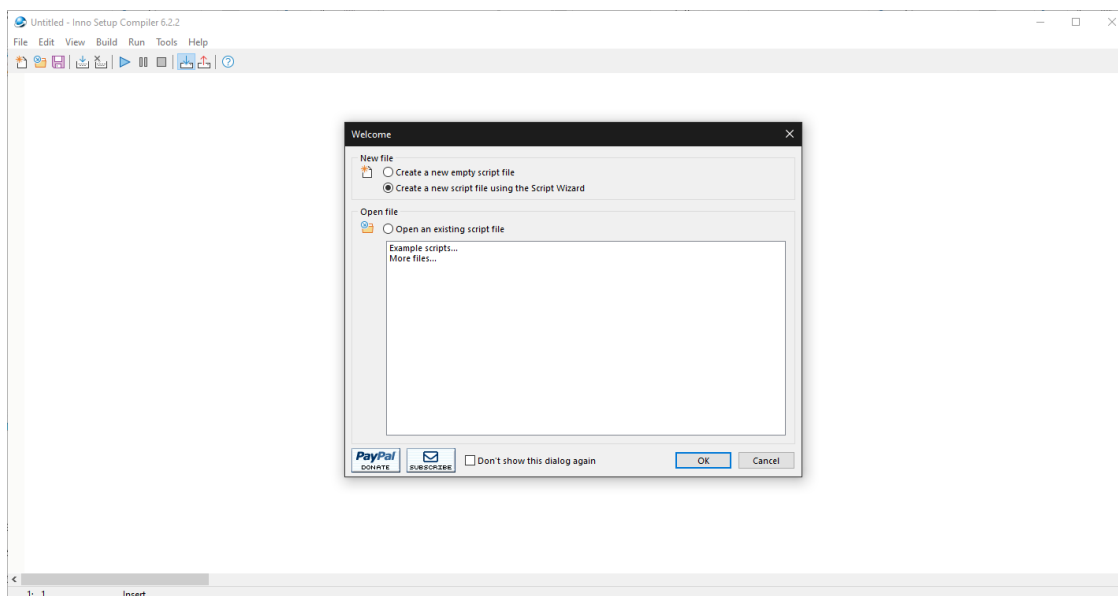 Untitled - Inno Setup Compiler 6.2.2
File Edit View Build Run Tools Help
Welcome
New file
Create a new empty script file
Create a new script file using the Script Wizard
Open file
Open an existing script file
Example scripts...
More files...
PayPal
DONATE
SUBSCRIBE
Don't show this dialog again
OK
Cancel
1: 1
Insert